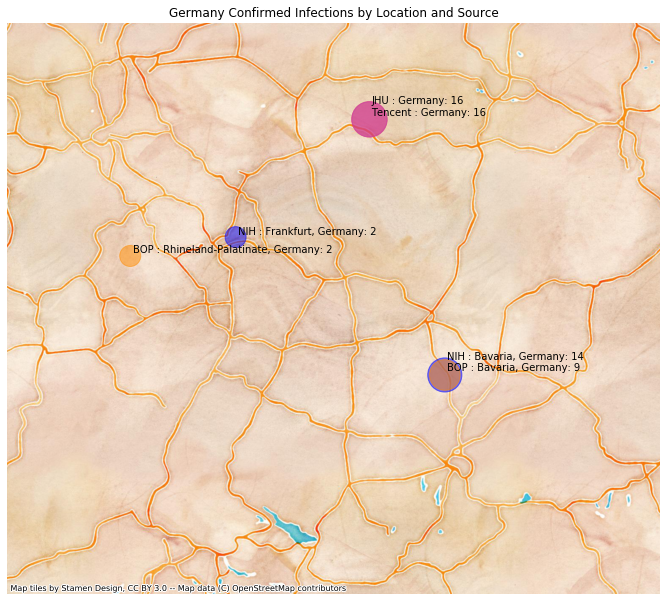 Germany Confirmed Infections by Location and Source
JHU : Germany: 16
Tencent : Germany: 16
NIH : Frankfurt, Germany: 2
BOP : Rhineland-Palatinate, Germany: 2
NIH : Bavaria, Germany: 14
BOP : Bavaria, Germany: 9
Map tiles by Stamen Design, CC BY 3.0 -- Map data (C) OpenStreetMap contributors